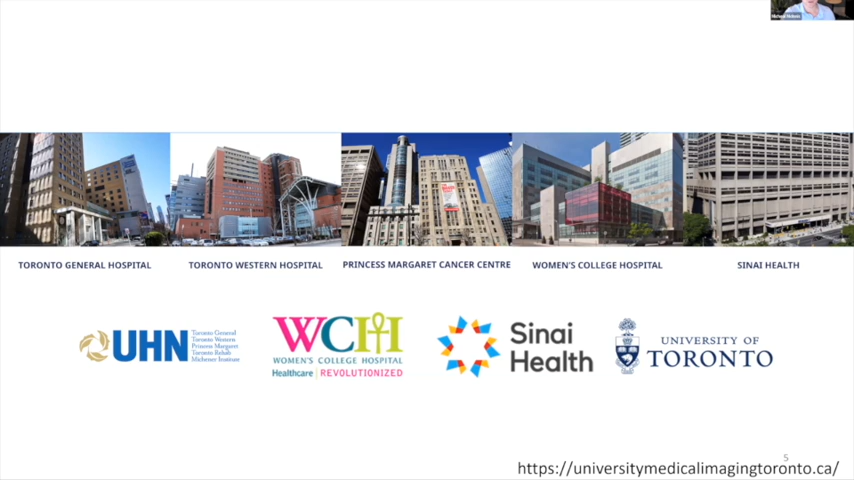 TORONTO GENERAL HOSPITAL
TORONTO WESTERN HOSPITAL
PRINCESS MARGARET CANCER CENTRE
WOMEN'S COLLEGE HOSPITAL
SINAI HEALTH
UHN
Toronto General
Toronto Western
Princess Margaret
Toronto Rehab
Michener Institute
WCH
WOMEN'S COLLEGE HOSPITAL
Healthcare | REVOLUTIONIZED
Sinai
Health
UNIVERSITY OF
TORONTO
5
https://universitymedicalimagingtoronto.ca/